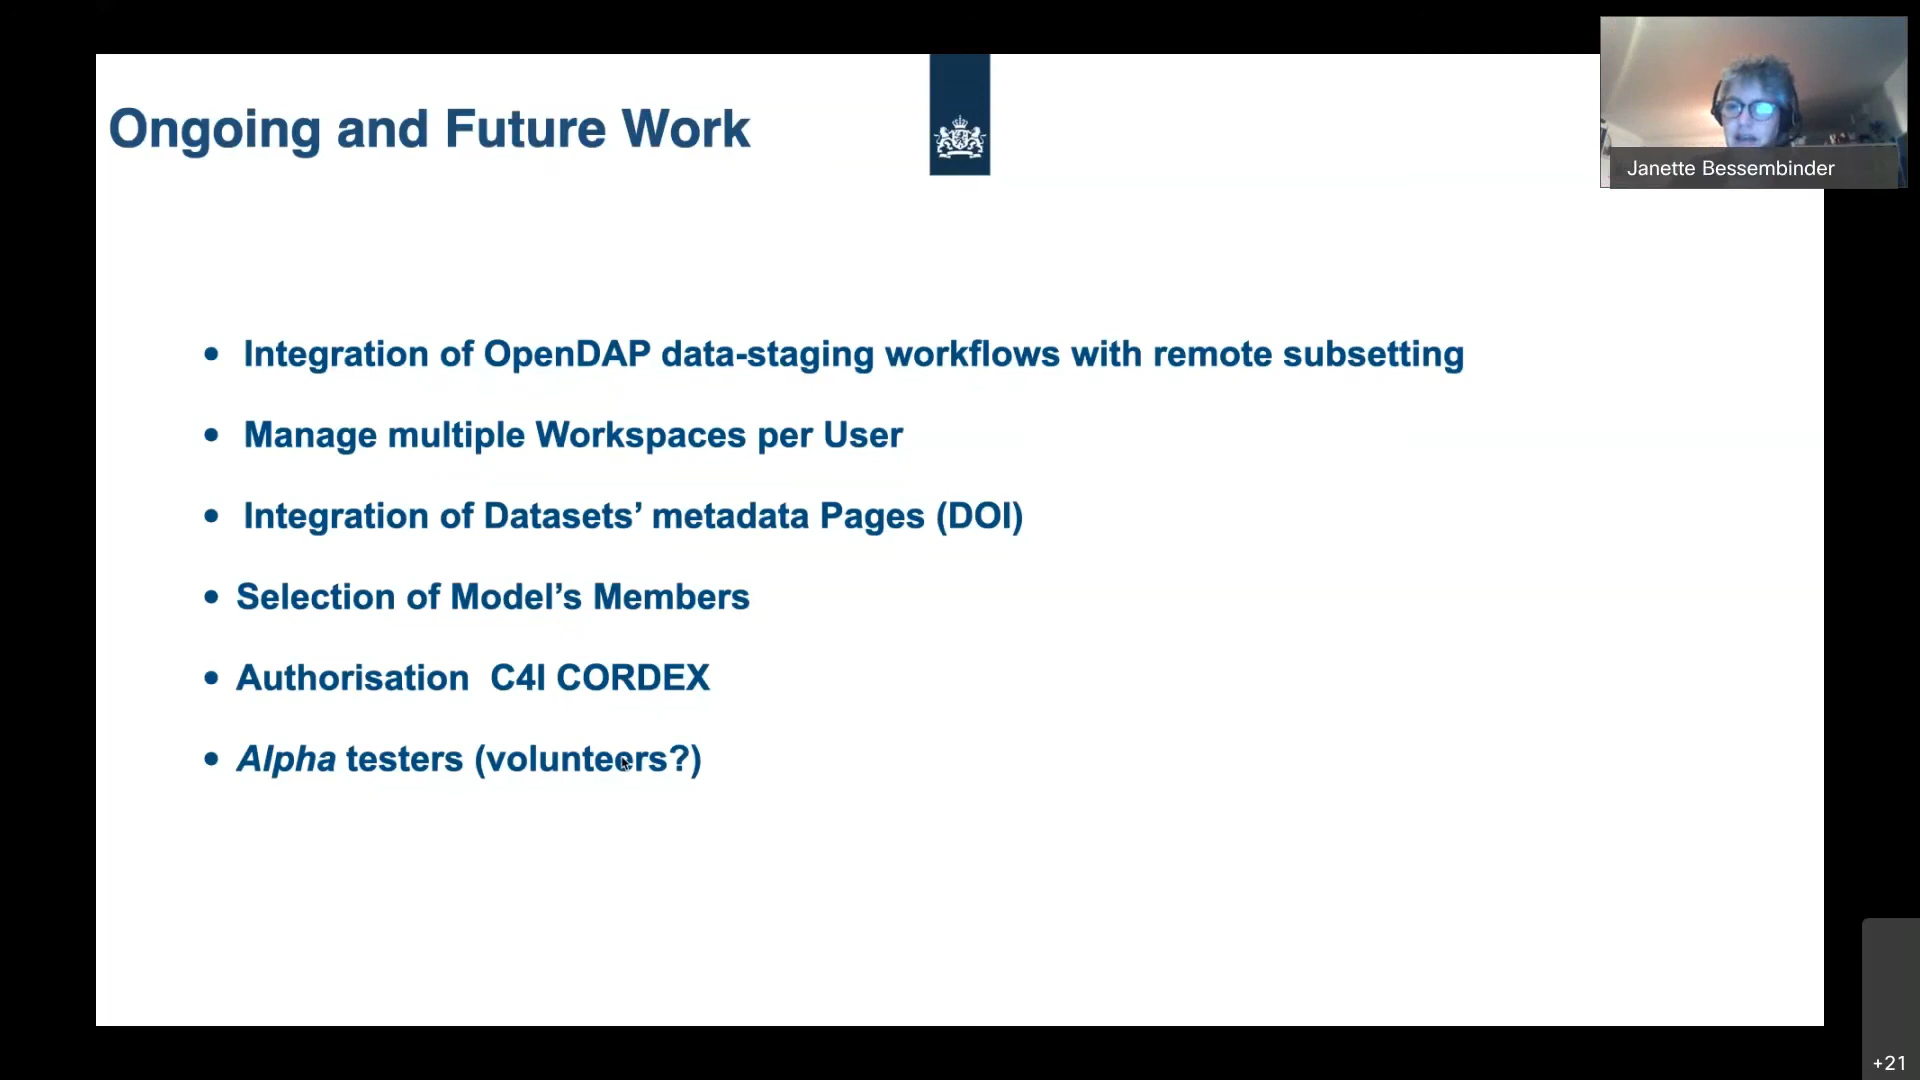 Ongoing and Future Work
Janette Bessembinder
• Integration of OpenDAP data-staging workflows with remote subsetting
• Manage multiple Workspaces per User
• Integration of Datasets’ metadata Pages (DOI)
• Selection of Model’s Members
• Authorisation  C4I CORDEX
• Alpha testers (volunteers?)
+21